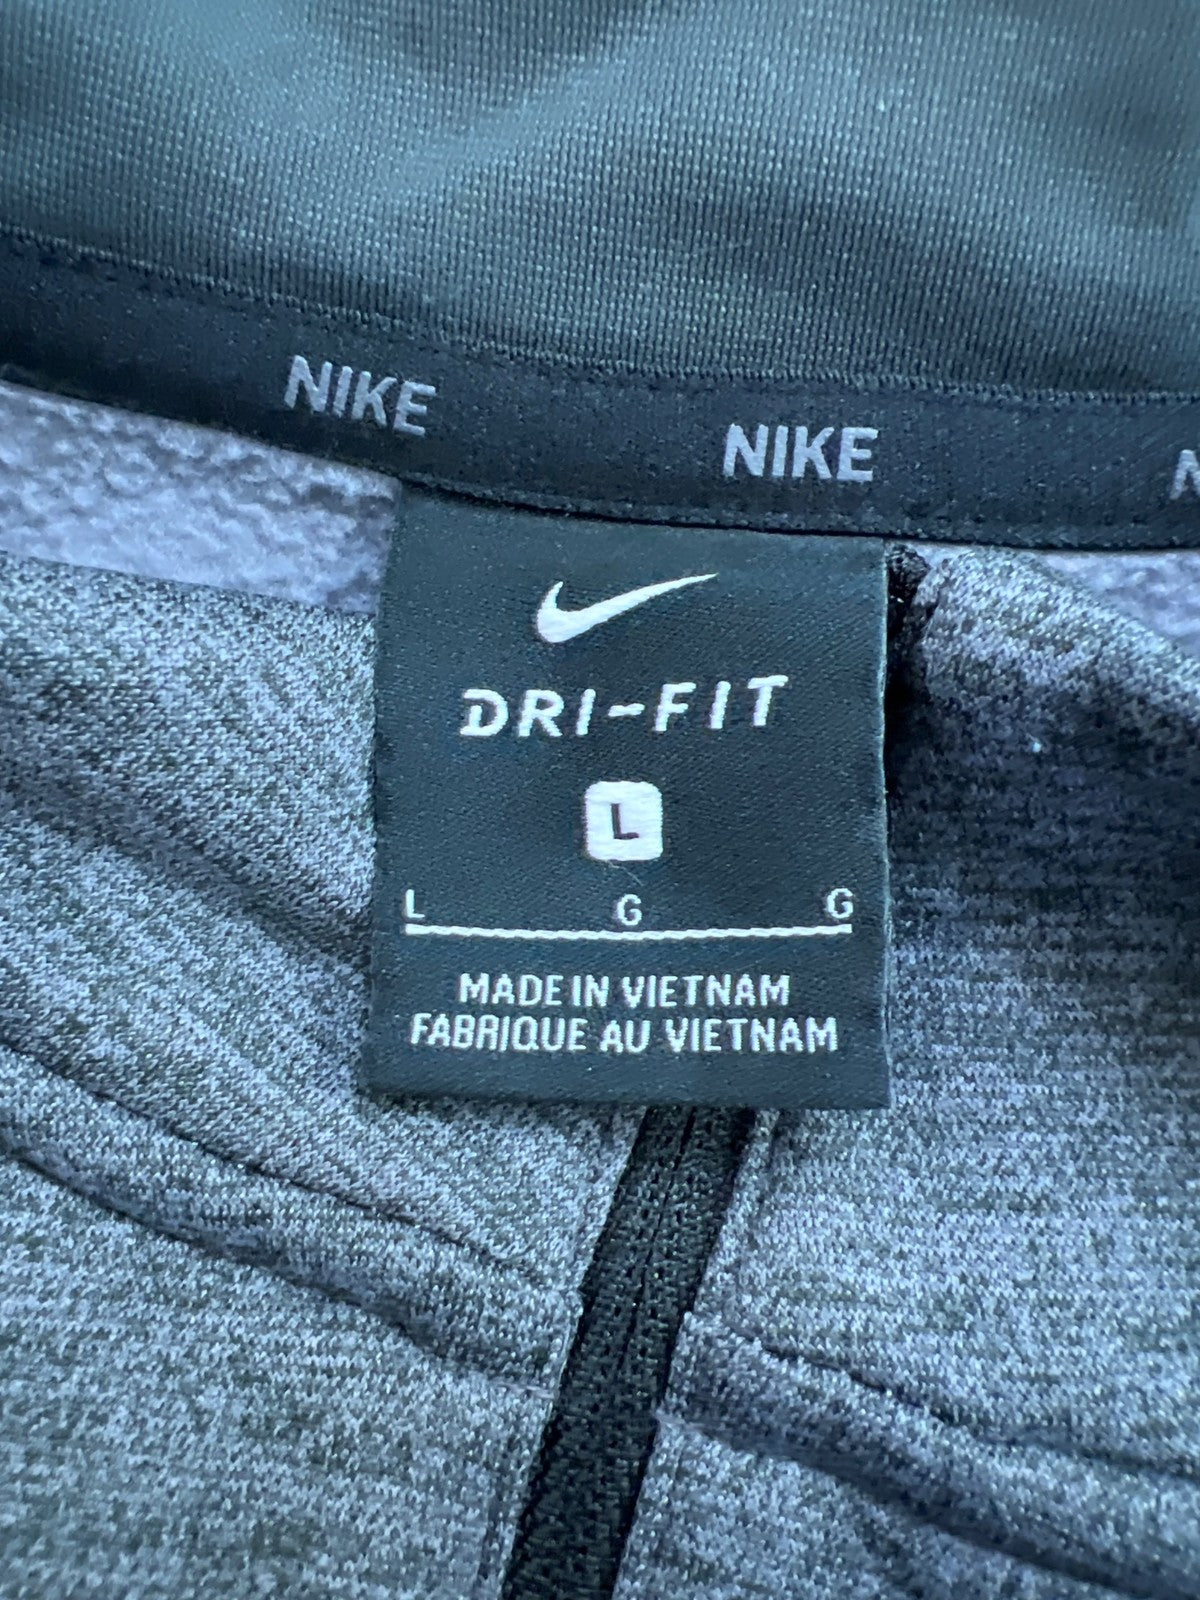 NIKE NIKE N
DRI-FIT
L
L G G
MADE IN VIETNAM
FABRIQUE AU VIETNAM